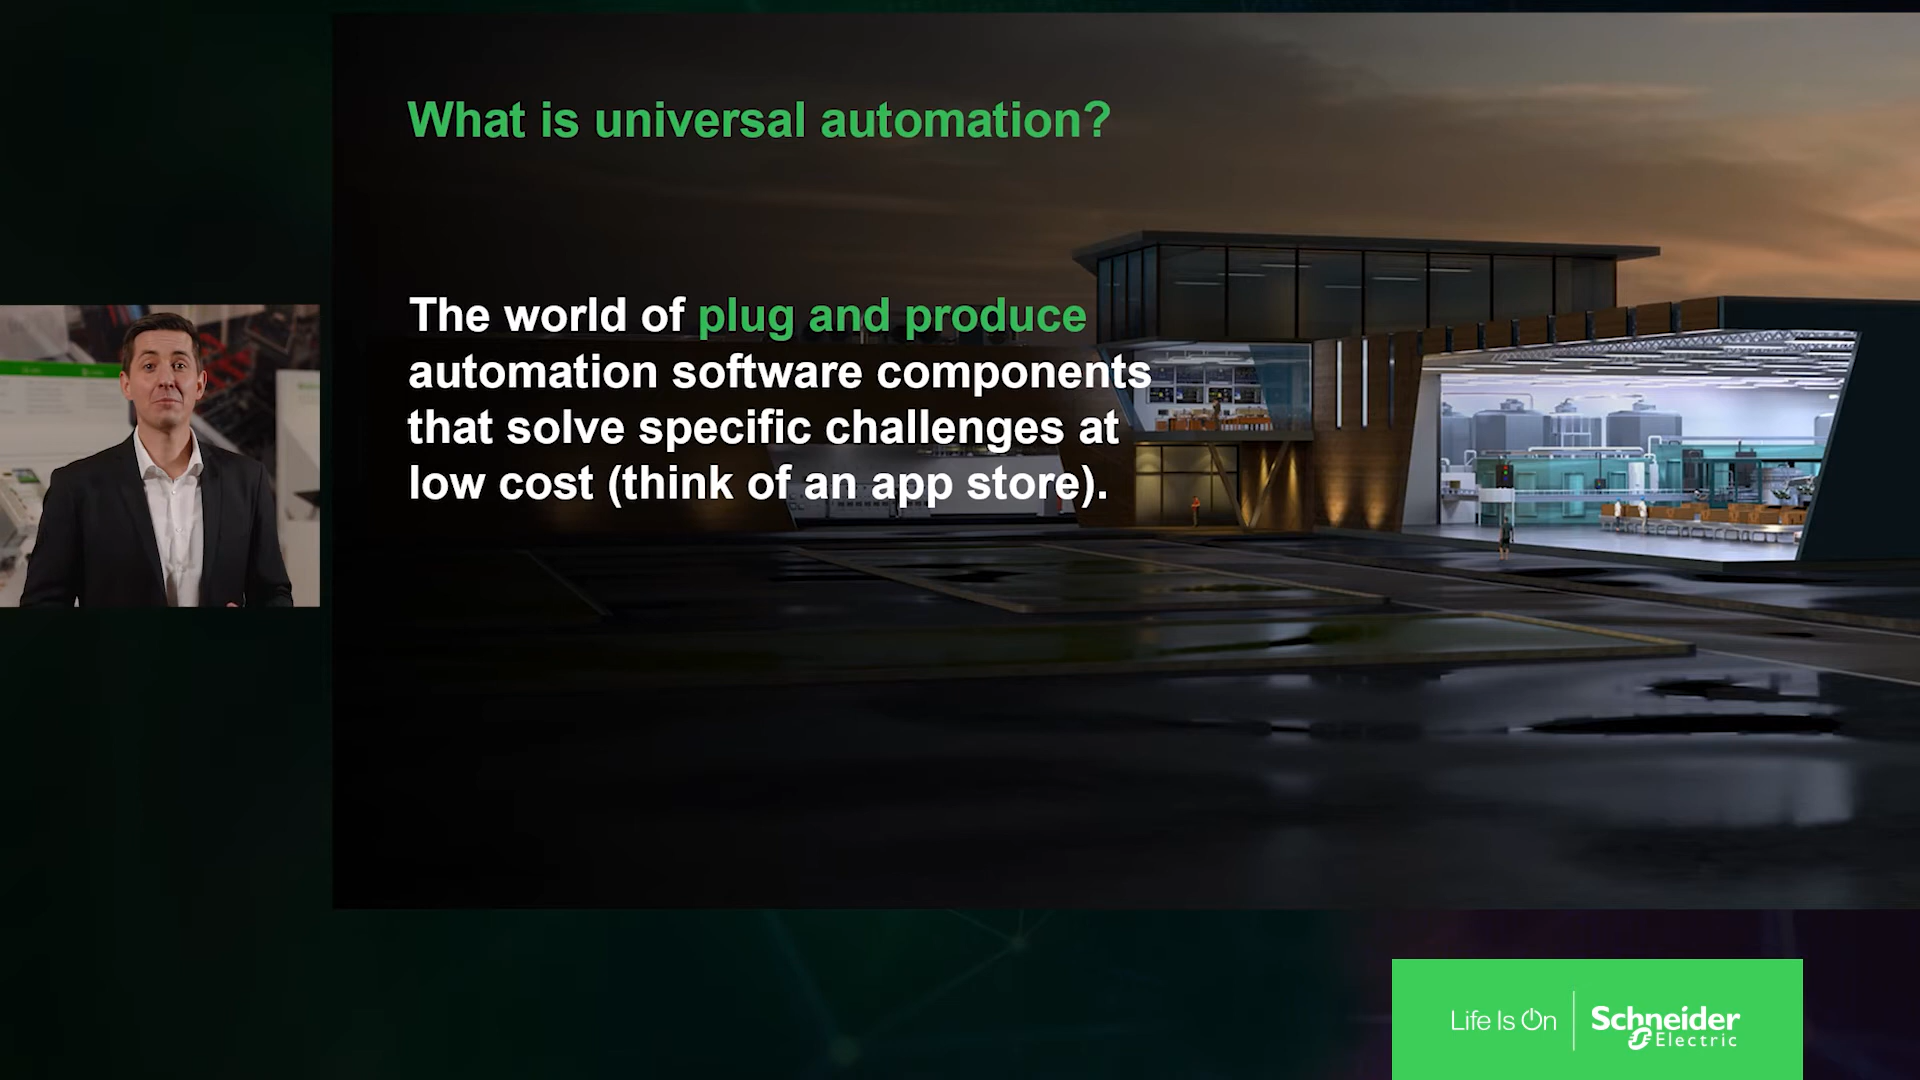 What is universal automation?
The world of plug and produce
automation software components
that solve specific challenges at
low cost (think of an app store).
Life Is On
Schneider
Electric